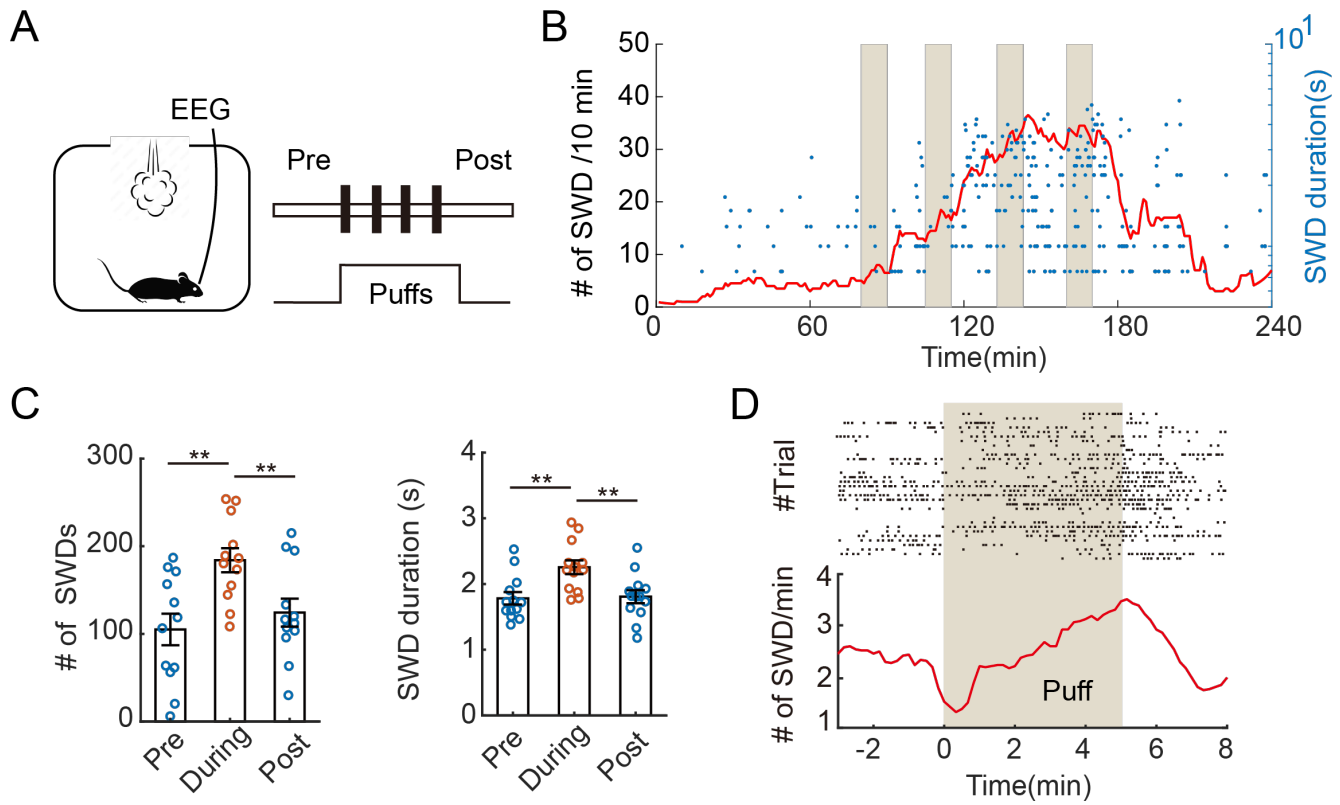 A
EEG
Pre
Post
Puffs
B
50
40
30
20
10
0
# of SWD /10 min
10¹
SWD duration(s)
0
60
120
180
240
Time(min)
C
300
200
100
0
# of SWDs
**
**
Pre
During
Post
4
3
2
1
SWD duration (s)
**
**
Pre
During
Post
D
#Trial
4
3
2
1
# of SWD/min
Puff
-2
0
2
4
6
8
Time(min)